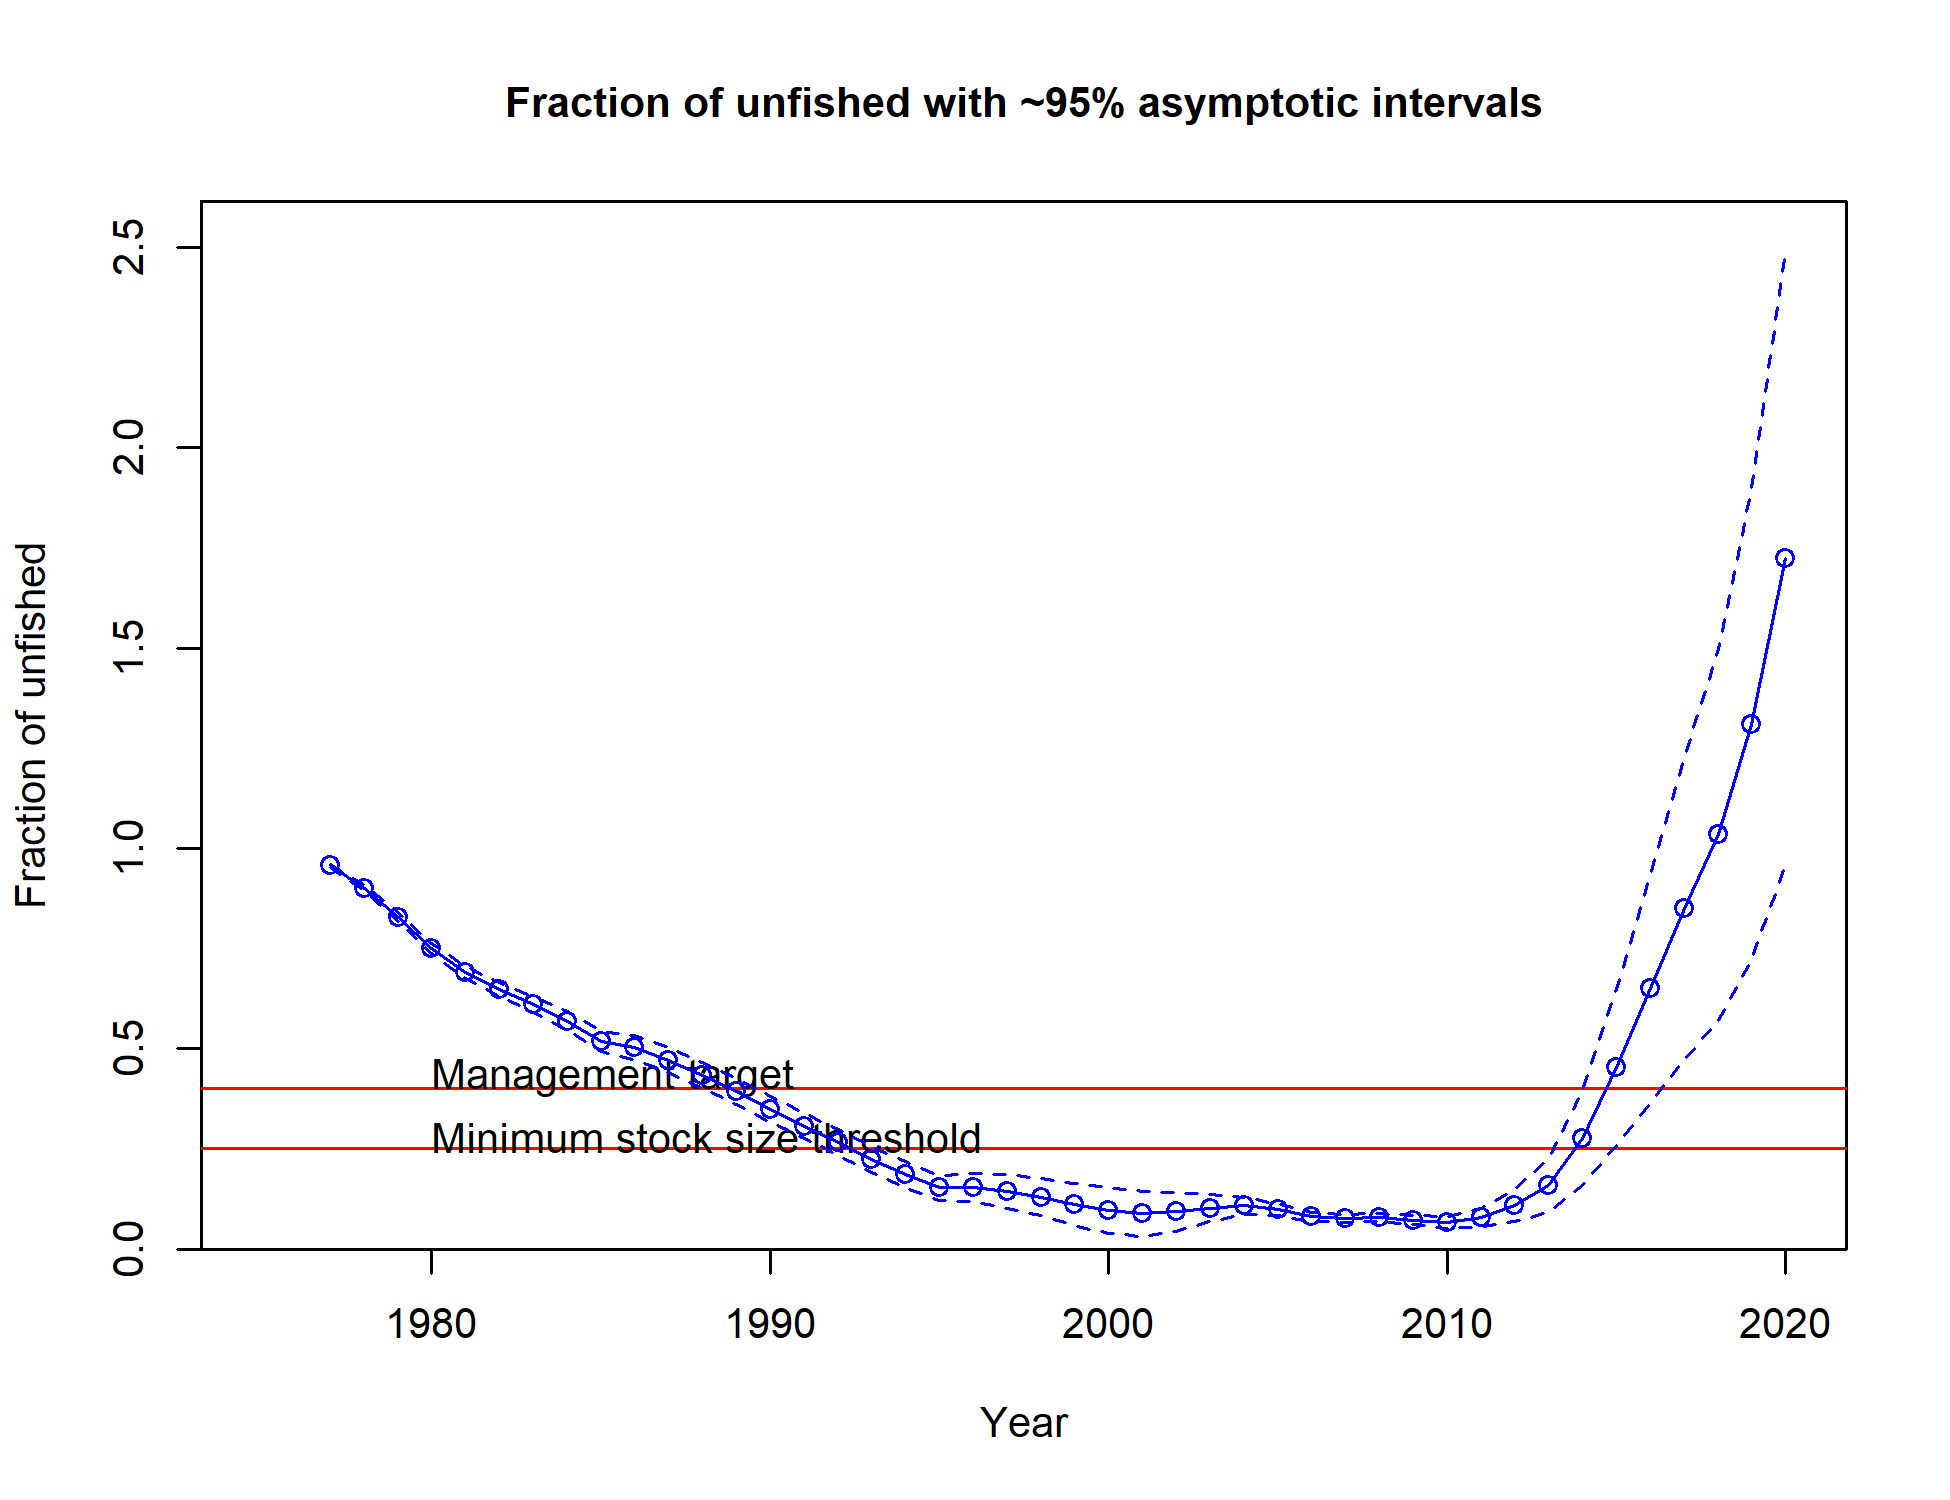 Fraction of unfished with ~95% asymptotic intervals
Fraction of unfished
2.5
2.0
1.5
1.0
0.5
0.0
Management target
Minimum stock size threshold
1980 1990 2000 2010 2020
Year